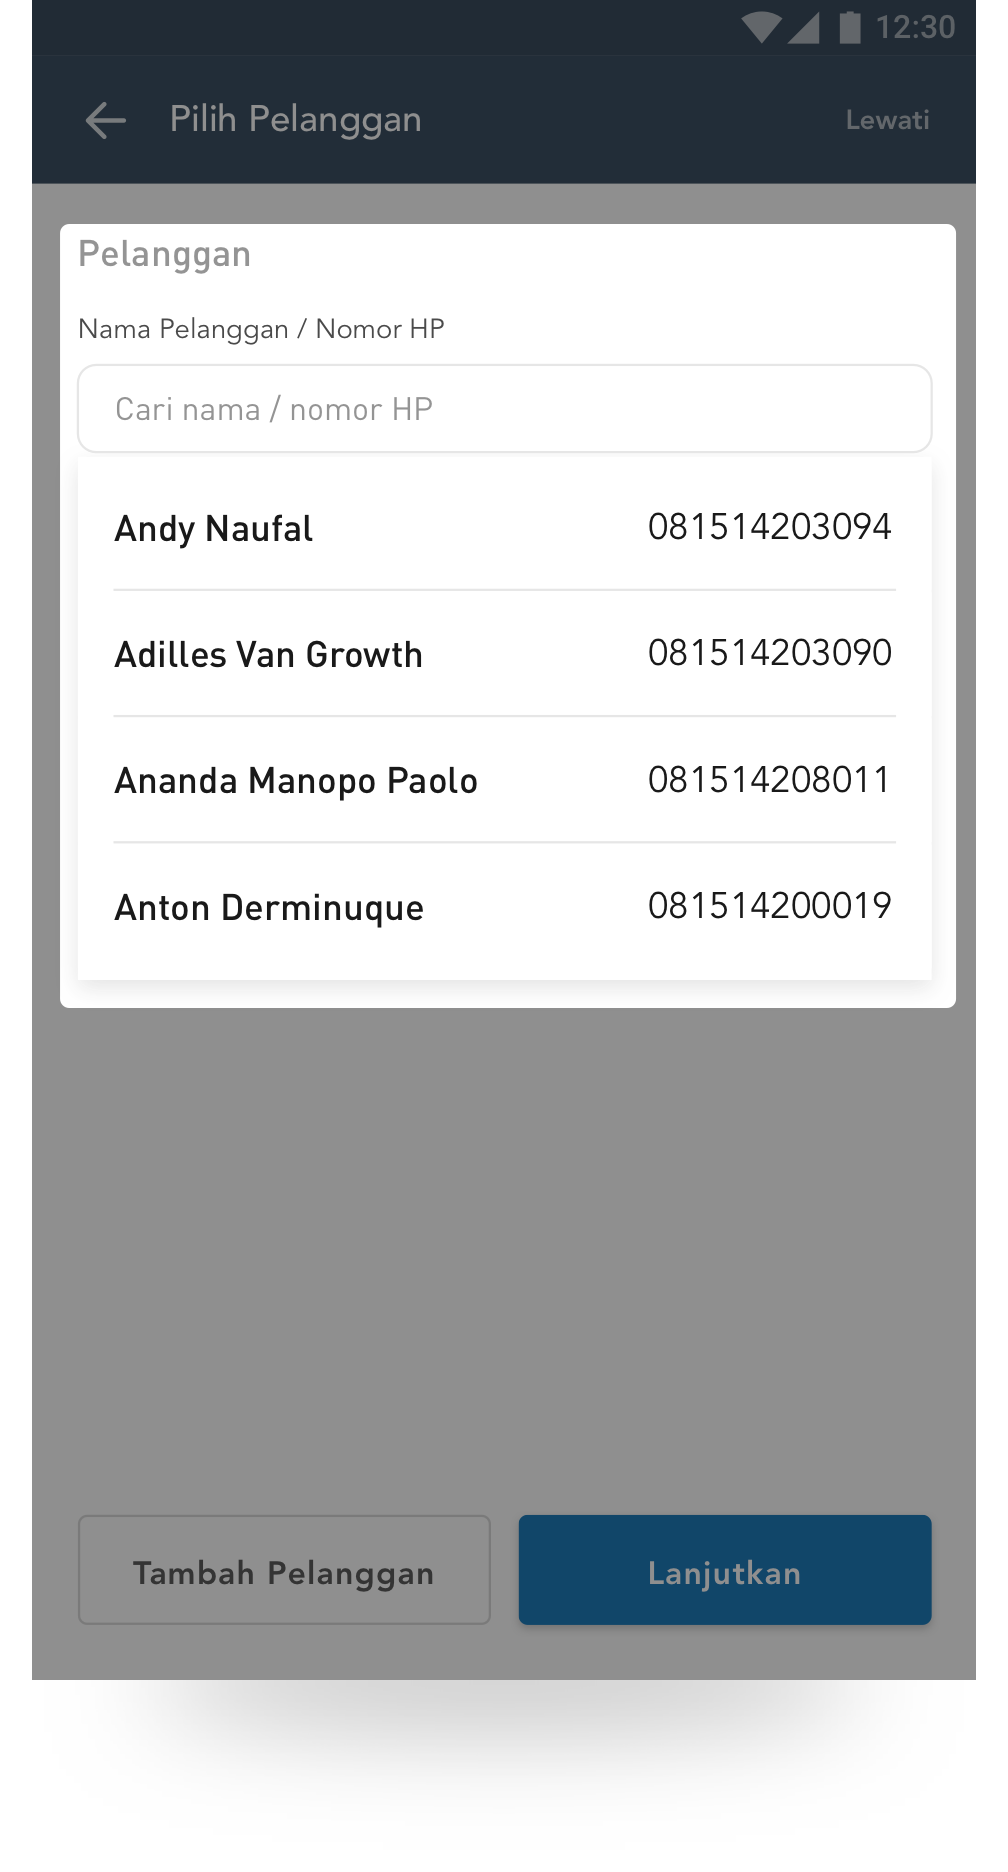 12:30
Pilih Pelanggan Lewati
Pelanggan
Nama Pelanggan / Nomor HP
Cari nama / nomor HP
Andy Naufal 081514203094
Adilles Van Growth 081514203090
Ananda Manopo Paolo 081514208011
Anton Derminuque 081514200019
Tambah Pelanggan Lanjutkan